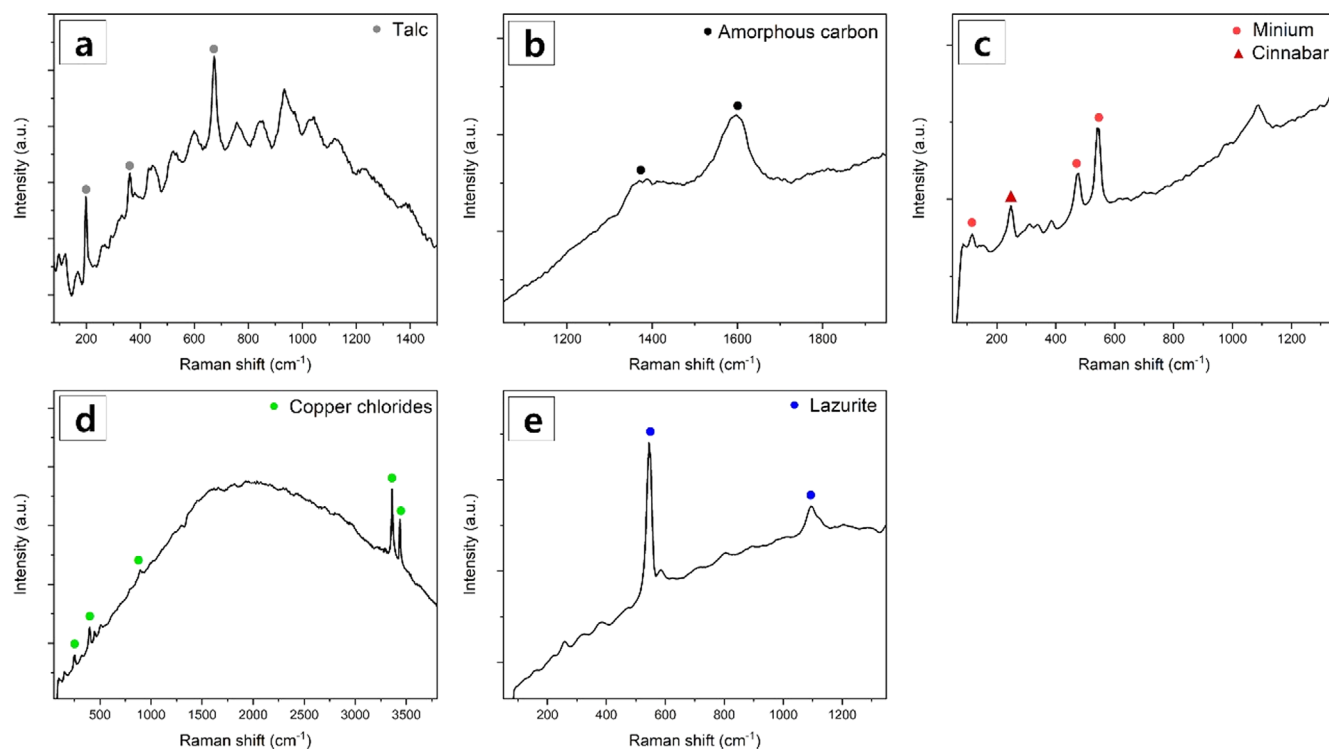 a
Talc
Intensity (a.u.)
200 400 600 800 1000 1200 1400
Raman shift (cm-1)
b
Amorphous carbon
Intensity (a.u.)
1200 1400 1600 1800
Raman shift (cm-1)
c
Minium
Cinnabar
Intensity (a.u.)
200 400 600 800 1000 1200
Raman shift (cm-1)
d
Copper chlorides
Intensity (a.u.)
500 1000 1500 2000 2500 3000 3500
Raman shift (cm-1)
e
Lazurite
Intensity (a.u.)
200 400 600 800 1000 1200
Raman shift (cm-1)